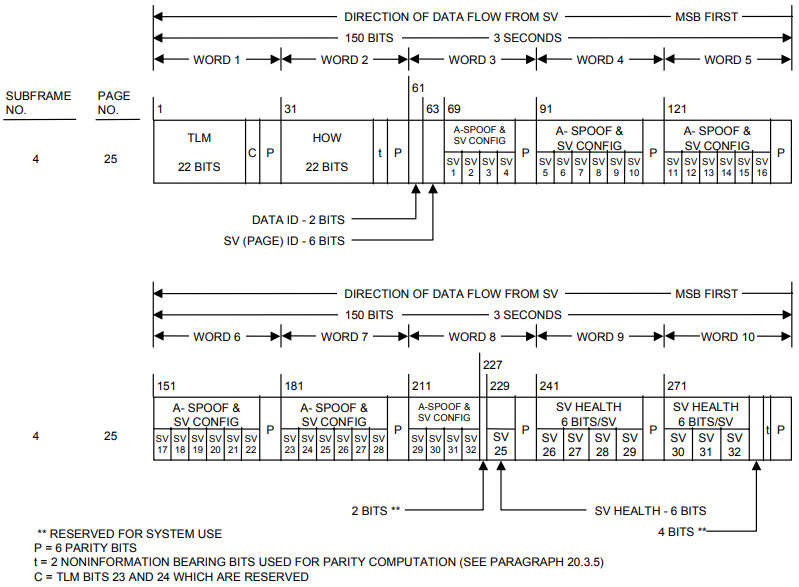 DIRECTION OF DATA FLOW FROM SV MSB FIRST
150 BITS 3 SECONDS
WORD 1 WORD 2 WORD 3 WORD 4 WORD 5
SUBFRAME NO. PAGE NO.
1 31 61 63 69 91 121
4 25
TLM 22 BITS C P
HOW 22 BITS t P
A-SPOOF & SV CONFIG
SV 1 SV 2 SV 3 SV 4 P
A- SPOOF & SV CONFIG
SV 5 SV 6 SV 7 SV 8 SV 9 SV 10 P
A- SPOOF & SV CONFIG
SV 11 SV 12 SV 13 SV 14 SV 15 SV 16 P
DATA ID - 2 BITS
SV (PAGE) ID - 6 BITS
DIRECTION OF DATA FLOW FROM SV MSB FIRST
150 BITS 3 SECONDS
WORD 6 WORD 7 WORD 8 WORD 9 WORD 10
151 181 211 227 229 241 271
4 25
A- SPOOF & SV CONFIG
SV 17 SV 18 SV 19 SV 20 SV 21 SV 22 P
A- SPOOF & SV CONFIG
SV 23 SV 24 SV 25 SV 26 SV 27 SV 28 P
A-SPOOF & SV CONFIG
SV 29 SV 30 SV 31 SV 32
SV 25 P
SV HEALTH 6 BITS/SV
SV 26 SV 27 SV 28 SV 29 P
SV HEALTH 6 BITS/SV
SV 30 SV 31 SV 32 t P
2 BITS ** SV HEALTH - 6 BITS
4 BITS **
** RESERVED FOR SYSTEM USE
P = 6 PARITY BITS
t = 2 NONINFORMATION BEARING BITS USED FOR PARITY COMPUTATION (SEE PARAGRAPH 20.3.5)
C = TLM BITS 23 AND 24 WHICH ARE RESERVED